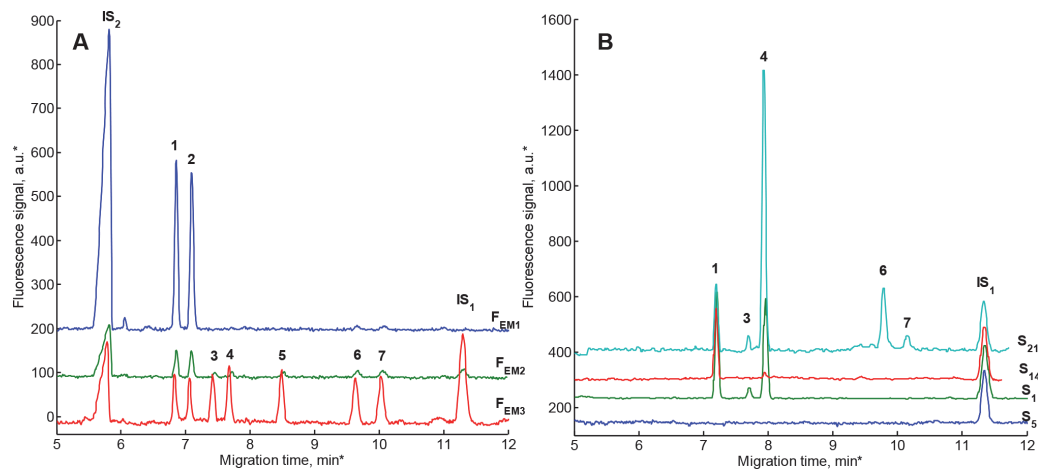 A
IS2
1
2
3
4
5
6
7
IS1
FEM1
FEM2
FEM3
900
800
700
600
500
400
300
200
100
0
Fluorescence signal, a.u.*
5 6 7 8 9 10 11 12
Migration time, min*
B
4
1
3
6
7
IS1
S21
S14
S1
S5
1600
1400
1200
1000
800
600
400
200
Fluorescence signal, a.u.*
5 6 7 8 9 10 11 12
Migration time, min*